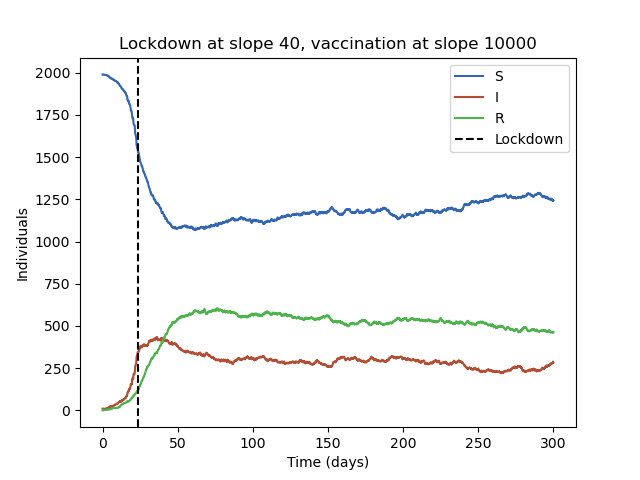 Lockdown at slope 40, vaccination at slope 10000
2000
1750
1500
1250
1000
750
500
250
0
Individuals
S
I
R
Lockdown
0 50 100 150 200 250 300
Time (days)